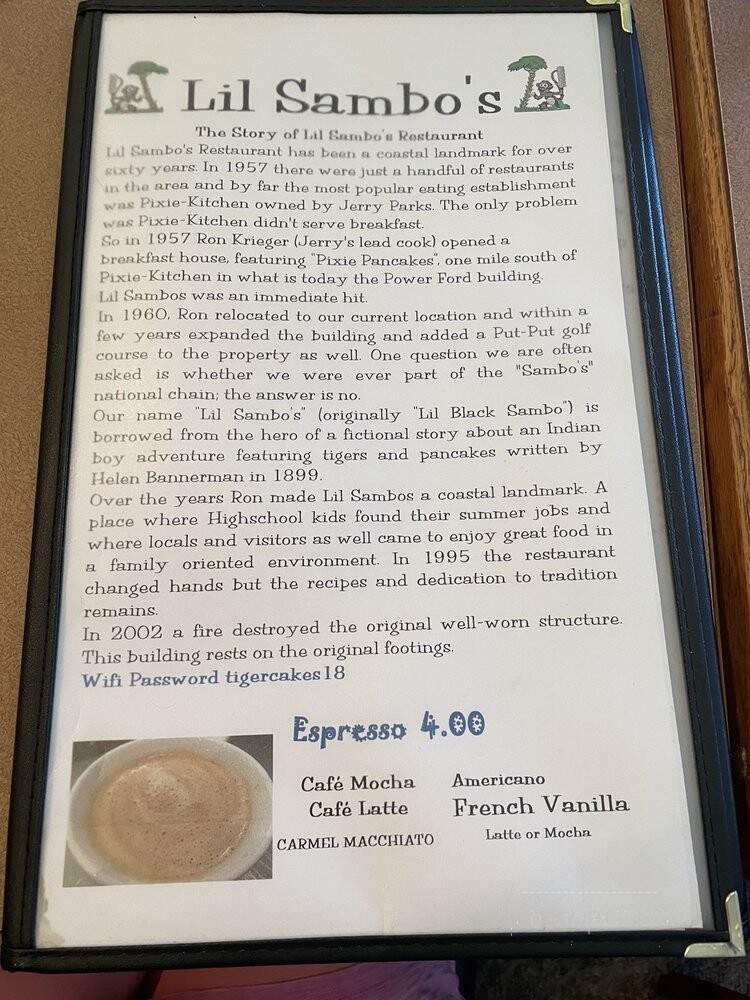 Lil Sambo's
The Story of Lil Sambo's Restaurant
Lil Sambo's Restaurant has been a coastal landmark for over
sixty years. In 1957 there were just a handful of restaurants
in the area and by far the most popular eating establishment
was Pixie-Kitchen owned by Jerry Parks. The only problem
was Pixie-Kitchen didn't serve breakfast.
So in 1957 Ron Krieger (Jerry's lead cook) opened a
breakfast house, featuring "Pixie Pancakes", one mile south of
Pixie-Kitchen in what is today the Power Ford building.
Lil Sambos was an immediate hit.
In 1960, Ron relocated to our current location and within a
few years expanded the building and added a Put-Put golf
course to the property as well. One question we are often
asked is whether we were ever part of the "Sambo's"
national chain; the answer is no.
Our name "Lil Sambo's" (originally "Lil Black Sambo") is
borrowed from the hero of a fictional story about an Indian
boy adventure featuring tigers and pancakes written by
Helen Bannerman in 1899.
Over the years Ron made Lil Sambos a coastal landmark. A
place where Highschool kids found their summer jobs and
where locals and visitors as well came to enjoy great food in
a family oriented environment. In 1995 the restaurant
changed hands but the recipes and dedication to tradition
remains.
In 2002 a fire destroyed the original well-worn structure.
This building rests on the original footings.
Wifi Password tigercakes18
Espresso 4.00
Café Mocha Americano
Café Latte French Vanilla
CARMEL MACCHIATO Latte or Mocha